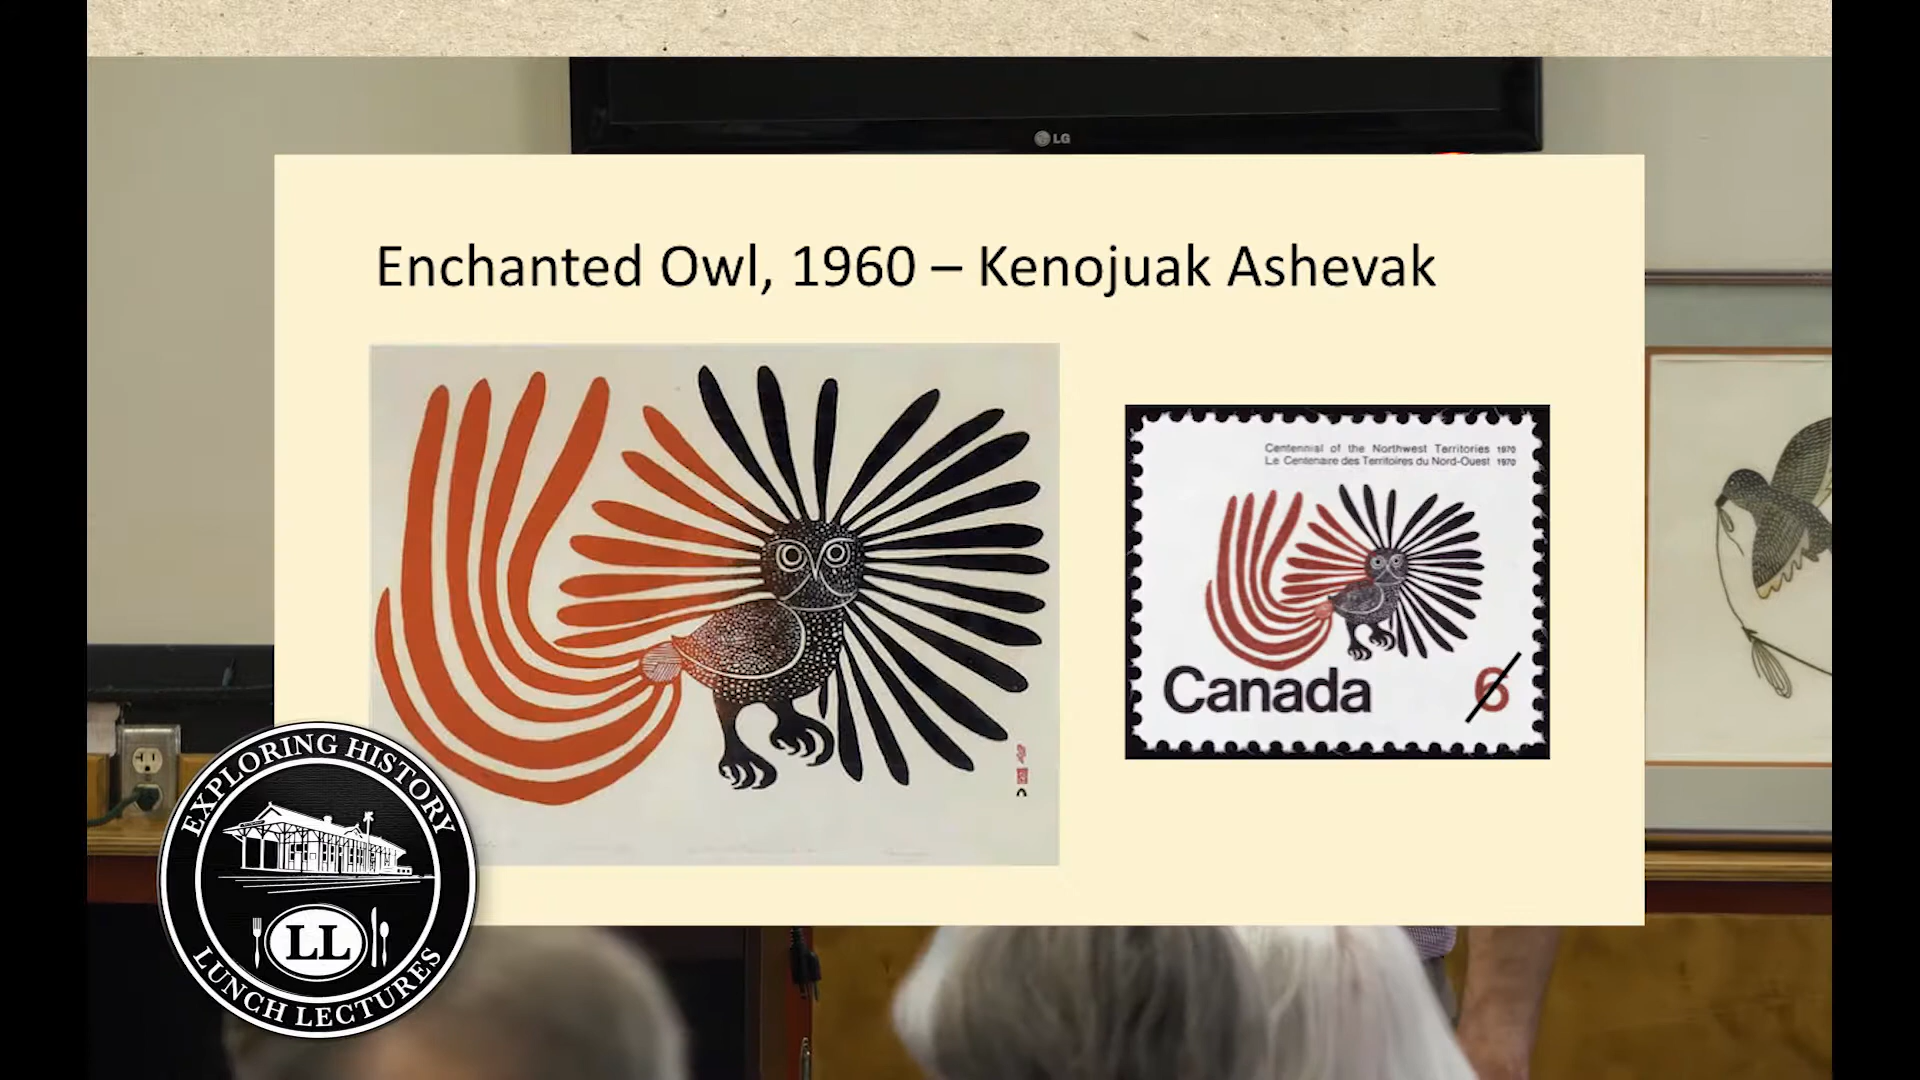 LG
Enchanted Owl, 1960 – Kenojuak Ashevak
Centennial of the Northwest Territories 1970
Le Centenaire des Territoires du Nord-Ouest 1970
Canada
6
EXPLORING HISTORY
LL
LUNCH LECTURES